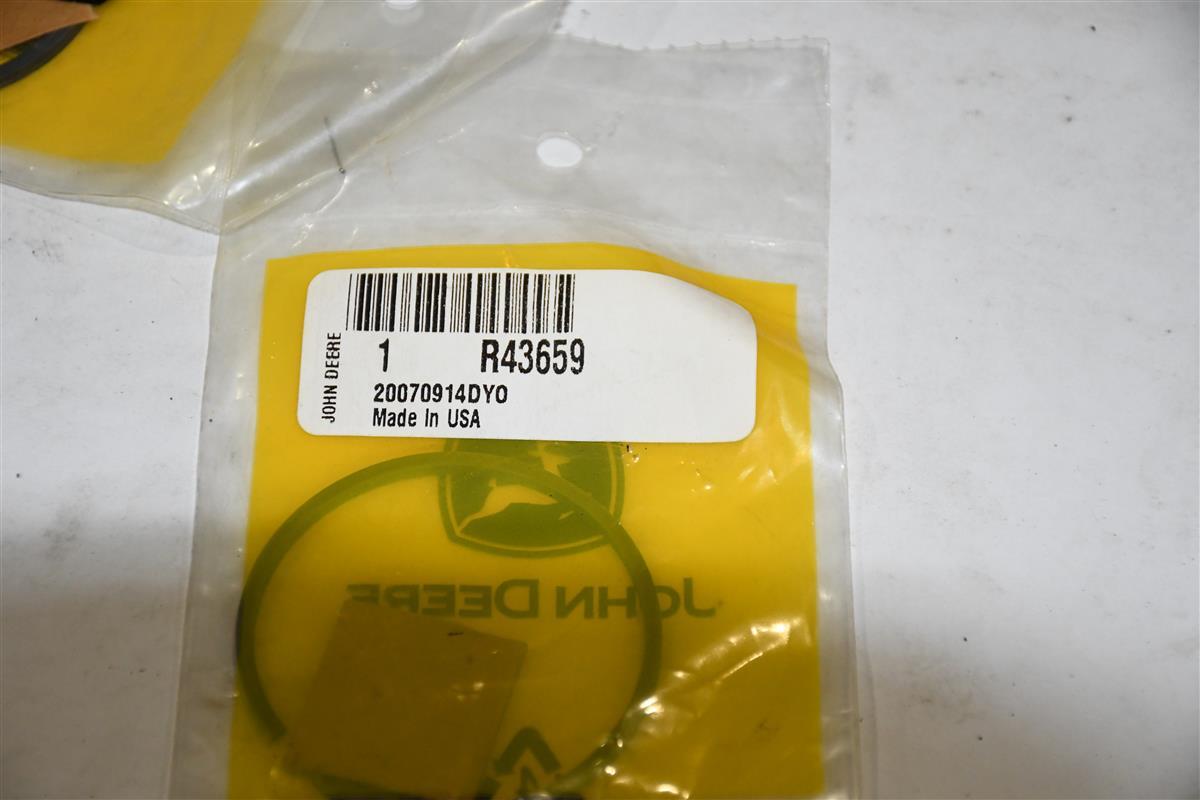 JOHN DEERE
1 R43659
20070914DYO
Made In USA
JOHN DEERE